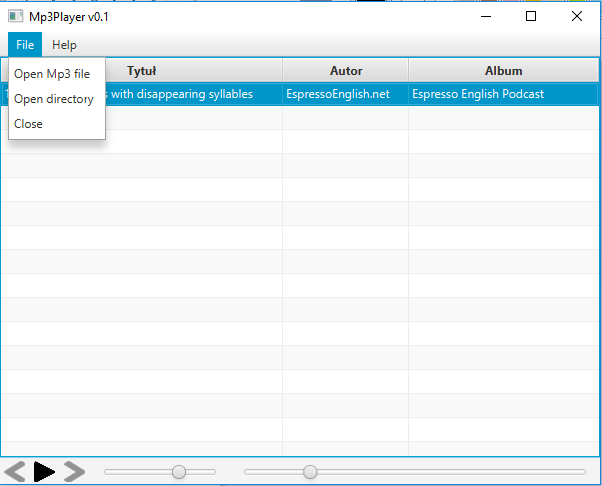 Mp3Player v0.1
File Help
Tytuł Autor Album
with disappearing syllables EspressoEnglish.net Espresso English Podcast
Open Mp3 file
Open directory
Close